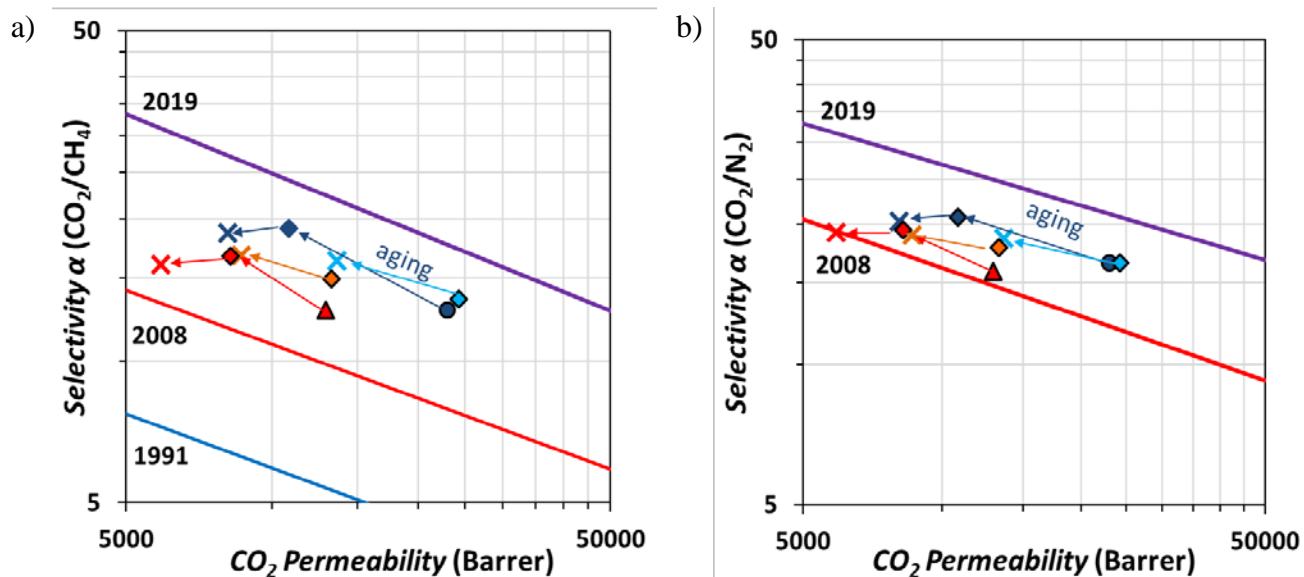 a)
50
2019
Selectivity α (CO₂/CH₄)
aging
2008
1991
5
5000
50000
CO₂ Permeability (Barrer)
b)
50
2019
Selectivity α (CO₂/N₂)
aging
2008
5
5000
50000
CO₂ Permeability (Barrer)